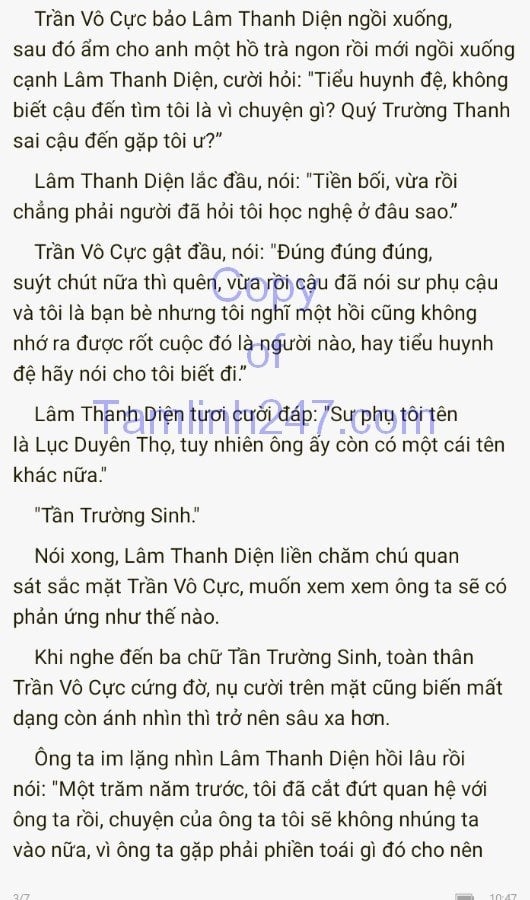 Trần Vô Cực bảo Lâm Thanh Diện ngồi xuống,
sau đó ẩm cho anh một hồ trà ngon rồi mới ngồi xuống
cạnh Lâm Thanh Diện, cười hỏi: "Tiểu huynh đệ, không
biết cậu đến tìm tôi là vì chuyện gì? Quý Trường Thanh
sai cậu đến gặp tôi ư?”
Lâm Thanh Diện lắc đầu, nói: "Tiền bối, vừa rồi
chẳng phải người đã hỏi tôi học nghệ ở đâu sao.”
Trần Vô Cực gật đầu, nói: "Đúng đúng đúng,
suýt chút nữa thì quên, vừa rồi cậu đã nói sư phụ cậu
và tôi là bạn bè nhưng tôi nghĩ một hồi cũng không
nhớ ra được rốt cuộc đó là người nào, hay tiểu huynh
đệ hãy nói cho tôi biết đi.”
Lâm Thanh Diện tươi cười đáp: "Sư phụ tôi tên
là Lục Duyên Thọ, tuy nhiên ông ấy còn có một cái tên
khác nữa."
"Tần Trường Sinh."
Nói xong, Lâm Thanh Diện liền chăm chú quan
sát sắc mặt Trần Vô Cực, muốn xem xem ông ta sẽ có
phản ứng như thế nào.
Khi nghe đến ba chữ Tần Trường Sinh, toàn thân
Trần Vô Cực cứng đờ, nụ cười trên mặt cũng biến mất
dạng còn ánh nhìn thì trở nên sâu xa hơn.
Ông ta im lặng nhìn Lâm Thanh Diện hồi lâu rồi
nói: "Một trăm năm trước, tôi đã cắt đứt quan hệ với
ông ta rồi, chuyện của ông ta tôi sẽ không nhúng ta
vào nữa, vì ông ta gặp phải phiền toái gì đó cho nên
Copy
of
Tamlinh247.com
3/7
10:47